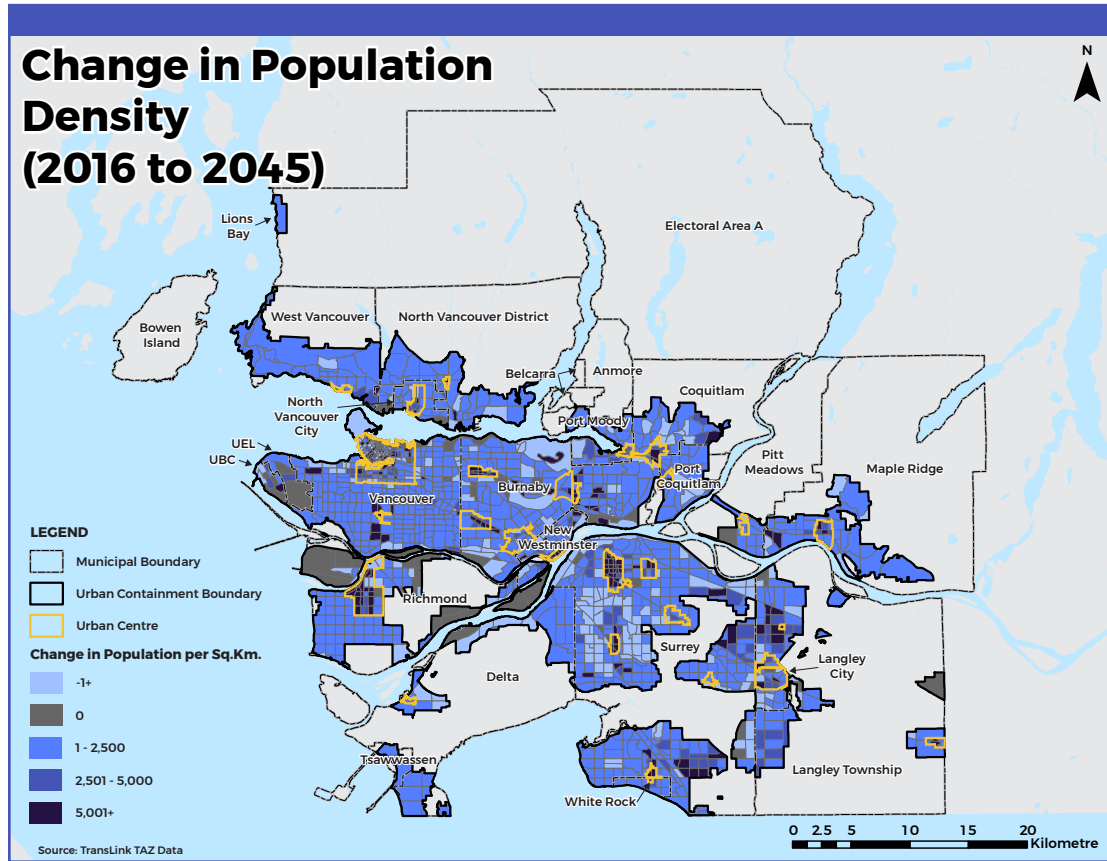 Change in Population
Density
(2016 to 2045)
N
Lions
Bay
Electoral Area A
Bowen
Island
West Vancouver
North Vancouver District
Belcarra
Anmore
Coquitlam
North
Vancouver
City
Port Moody
UEL
UBC
Pitt
Meadows
Maple Ridge
Port
Coquitlam
Burnaby
Vancouver
New
Westminster
LEGEND
Municipal Boundary
Urban Containment Boundary
Urban Centre
Change in Population per Sq.Km.
-1+
0
1 - 2,500
2,501 - 5,000
5,001+
Richmond
Surrey
Langley
City
Delta
Tsawwassen
Langley Township
White Rock
0 2.5 5 10 15 20
Kilometre
Source: TransLink TAZ Data